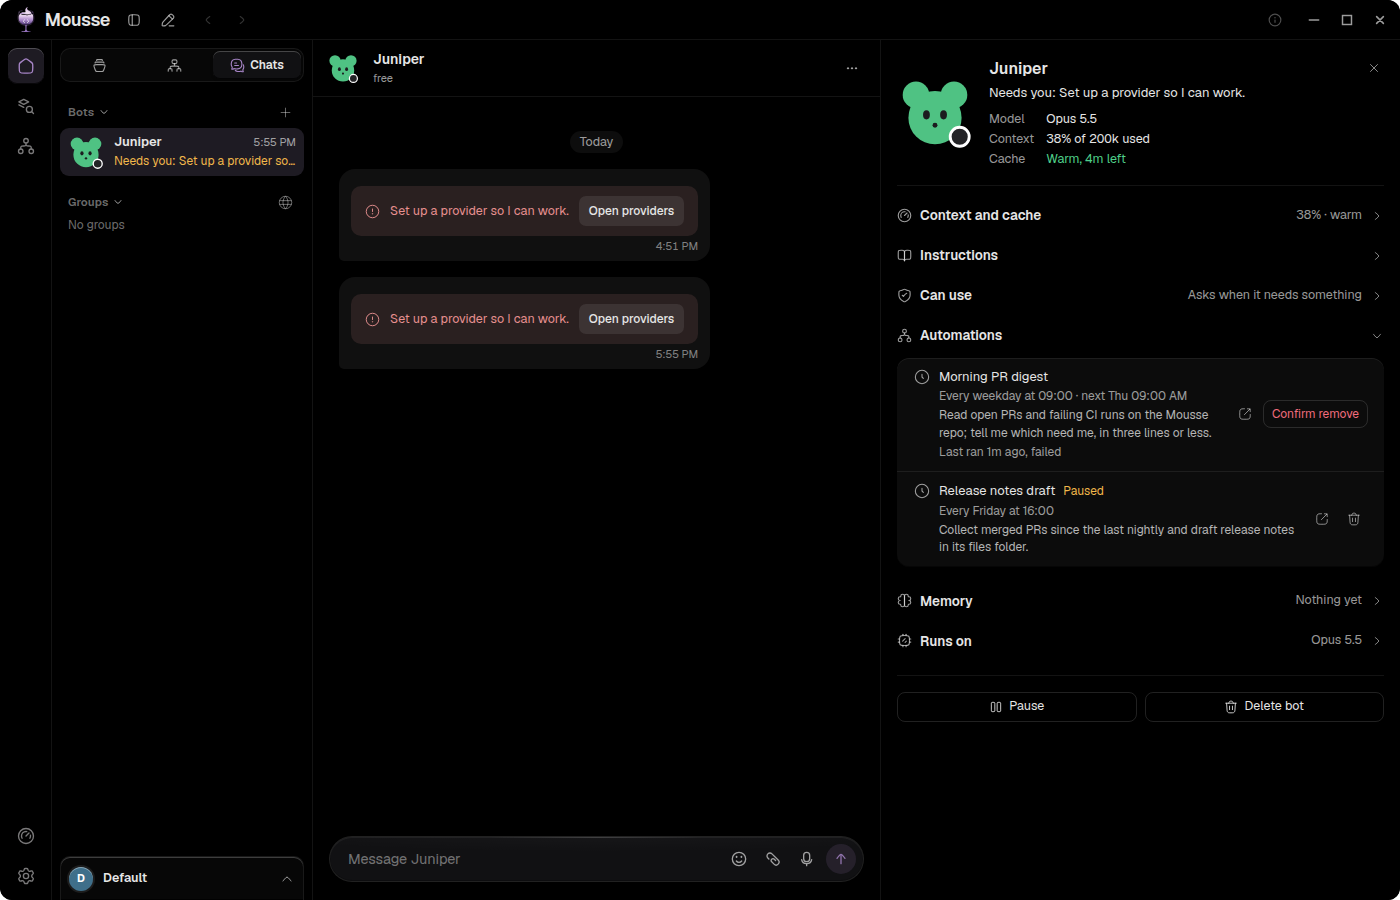 Mousse
Chats
Bots
Juniper
5:55 PM
Needs you: Set up a provider so…
Groups
No groups
D
Default
Juniper
free
Today
Set up a provider so I can work.
Open providers
4:51 PM
Set up a provider so I can work.
Open providers
5:55 PM
Message Juniper
Juniper
Needs you: Set up a provider so I can work.
Model Opus 5.5
Context 38% of 200k used
Cache Warm, 4m left
Context and cache
38% · warm
Instructions
Can use
Asks when it needs something
Automations
Morning PR digest
Every weekday at 09:00 · next Thu 09:00 AM
Read open PRs and failing CI runs on the Mousse
repo; tell me which need me, in three lines or less.
Last ran 1m ago, failed
Confirm remove
Release notes draft Paused
Every Friday at 16:00
Collect merged PRs since the last nightly and draft release notes
in its files folder.
Memory
Nothing yet
Runs on
Opus 5.5
Pause
Delete bot